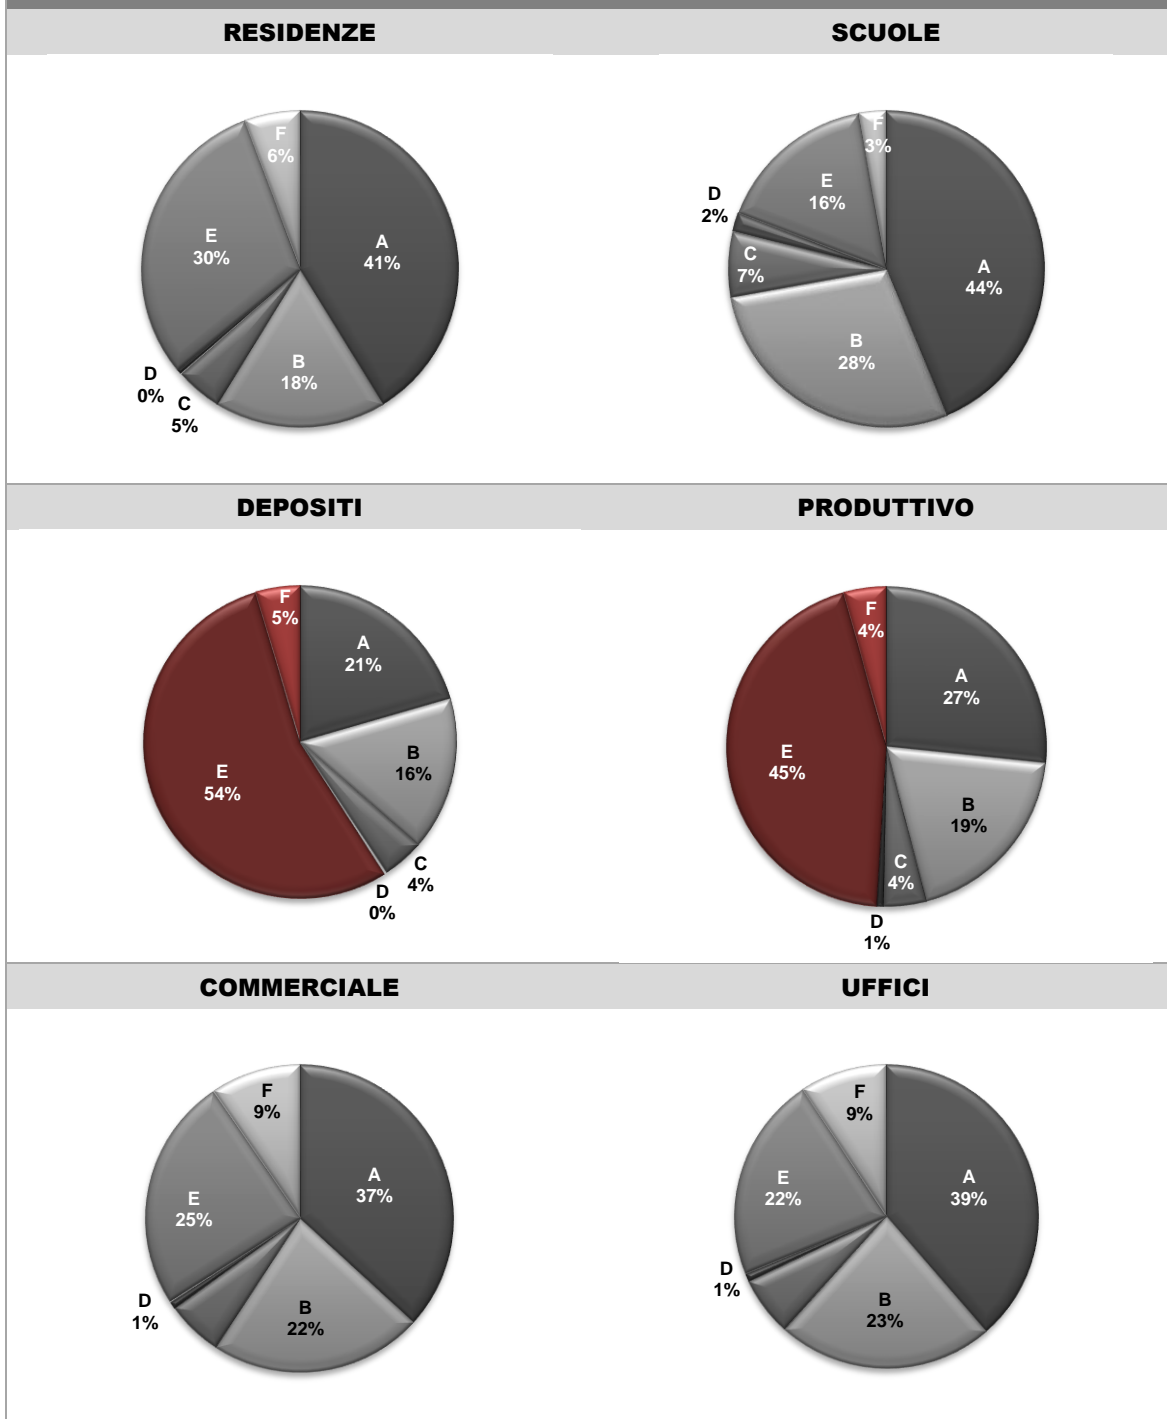 RESIDENZE
SCUOLE
F
6%
A
41%
E
30%
B
18%
D
0%
C
5%
F
3%
E
16%
D
2%
C
7%
A
44%
B
28%
DEPOSITI
PRODUTTIVO
F
5%
A
21%
B
16%
E
54%
C
4%
D
0%
F
4%
A
27%
E
45%
B
19%
C
4%
D
1%
COMMERCIALE
UFFICI
F
9%
A
37%
E
25%
D
1%
B
22%
F
9%
A
39%
E
22%
D
1%
B
23%